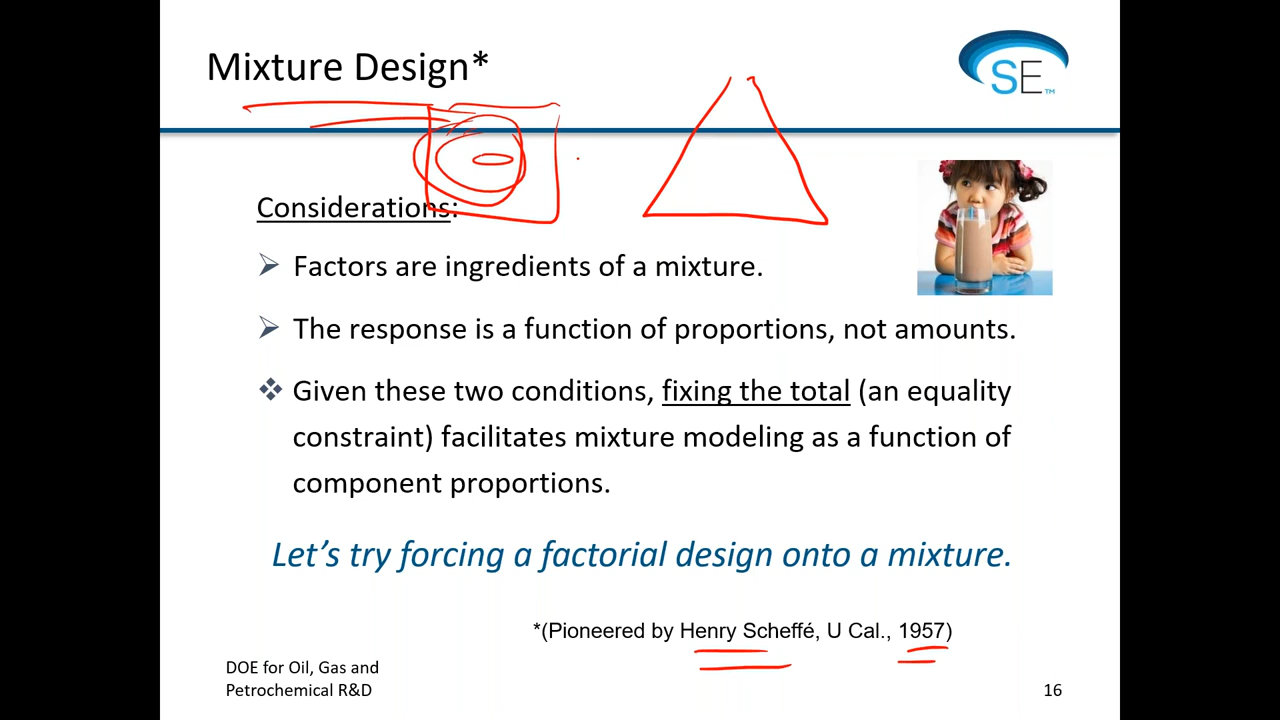 Mixture Design*
SE™
Considerations:
Factors are ingredients of a mixture.
The response is a function of proportions, not amounts.
Given these two conditions, fixing the total (an equality
constraint) facilitates mixture modeling as a function of
component proportions.
Let’s try forcing a factorial design onto a mixture.
*(Pioneered by Henry Scheffé, U Cal., 1957)
DOE for Oil, Gas and
Petrochemical R&D
16